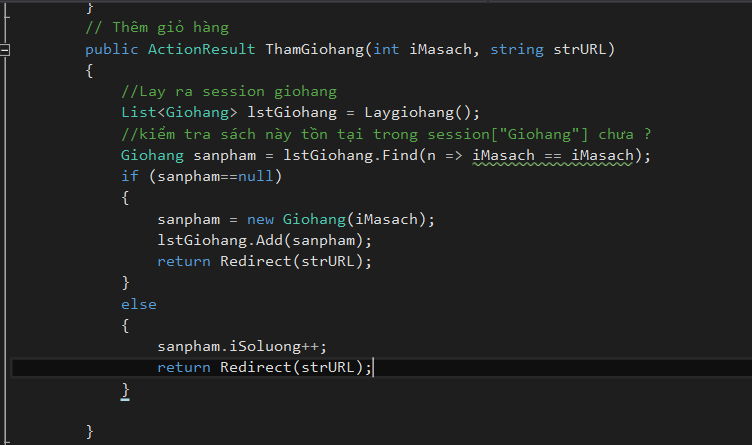 }
// Thêm giỏ hàng
public ActionResult ThamGiohang(int iMasach, string strURL)
{
//Lay ra session giohang
List<Giohang> lstGiohang = Laygiohang();
//kiểm tra sách này tồn tại trong session["Giohang"] chưa ?
Giohang sanpham = lstGiohang.Find(n => iMasach == iMasach);
if (sanpham==null)
{
sanpham = new Giohang(iMasach);
lstGiohang.Add(sanpham);
return Redirect(strURL);
}
else
{
sanpham.iSoluong++;
return Redirect(strURL);
}
}